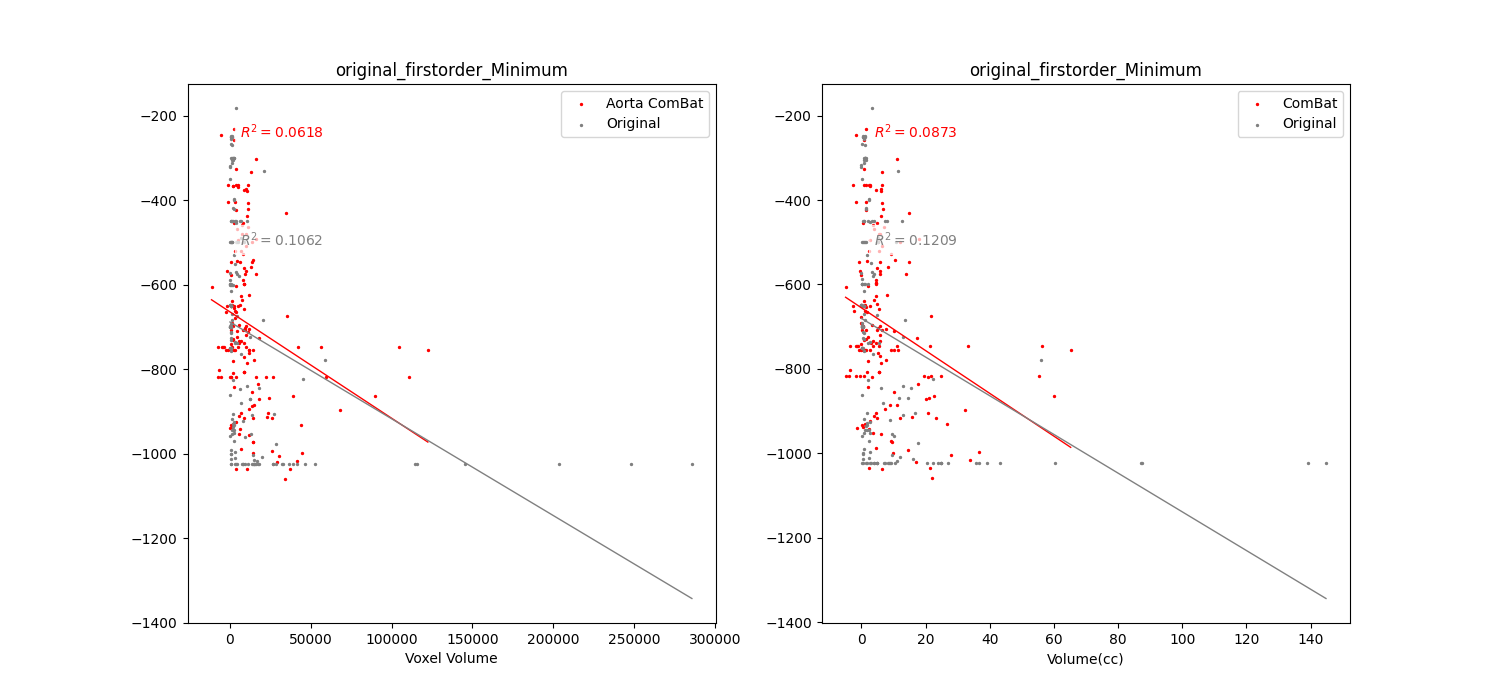 original_firstorder_Minimum
Aorta ComBat
Original
R² = 0.0618
R² = 0.1062
−200
−400
−600
−800
−1000
−1200
−1400
0 50000 100000 150000 200000 250000 300000
Voxel Volume
original_firstorder_Minimum
ComBat
Original
R² = 0.0873
R² = 0.1209
−200
−400
−600
−800
−1000
−1200
−1400
0 20 40 60 80 100 120 140
Volume(cc)